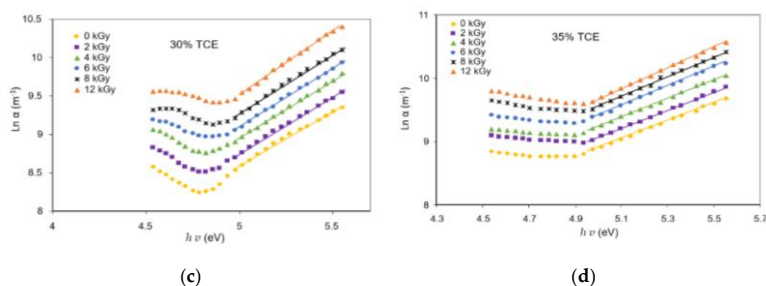 10.5
10
9.5
9
8.5
8
4
4.5
5
5.5
Ln α (m⁻¹)
30% TCE
0 kGy
2 kGy
4 kGy
6 kGy
8 kGy
12 kGy
h v (eV)
(c)
11
10
9
8
4.3
4.5
4.7
4.9
5.1
5.3
5.5
5.7
Ln α (m⁻¹)
35% TCE
0 kGy
2 kGy
4 kGy
6 kGy
8 kGy
12 kGy
h v (eV)
(d)